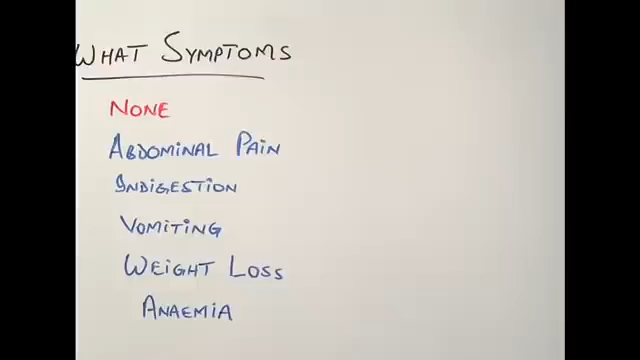 What Symptoms
None
Abdominal Pain
Indigestion
Vomiting
Weight Loss
Anaemia